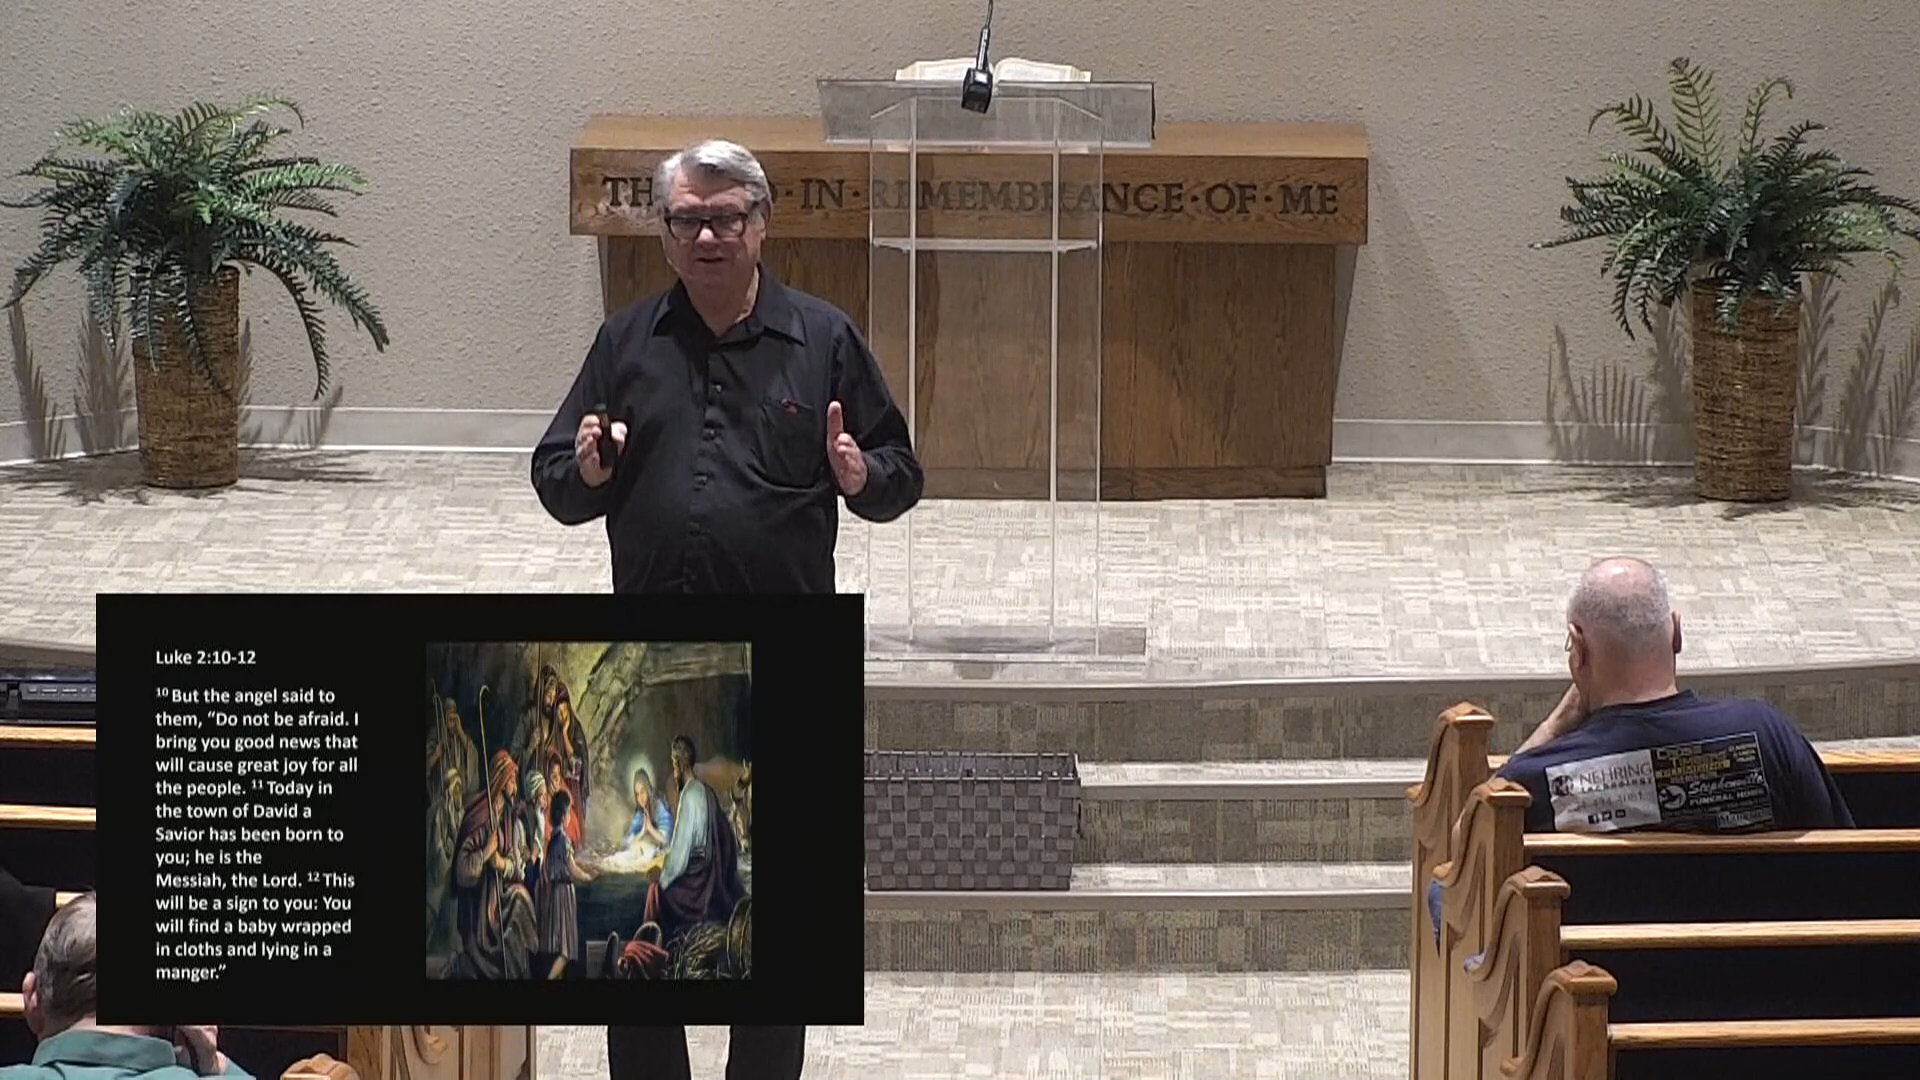 TH · IN · REMEMBRANCE · OF · ME
Luke 2:10-12
10 But the angel said to
them, “Do not be afraid. I
bring you good news that
will cause great joy for all
the people. 11 Today in
the town of David a
Savior has been born to
you; he is the
Messiah, the Lord. 12 This
will be a sign to you: You
will find a baby wrapped
in cloths and lying in a
manger.”
NEHRING
Stephenville
FUNERAL HOME